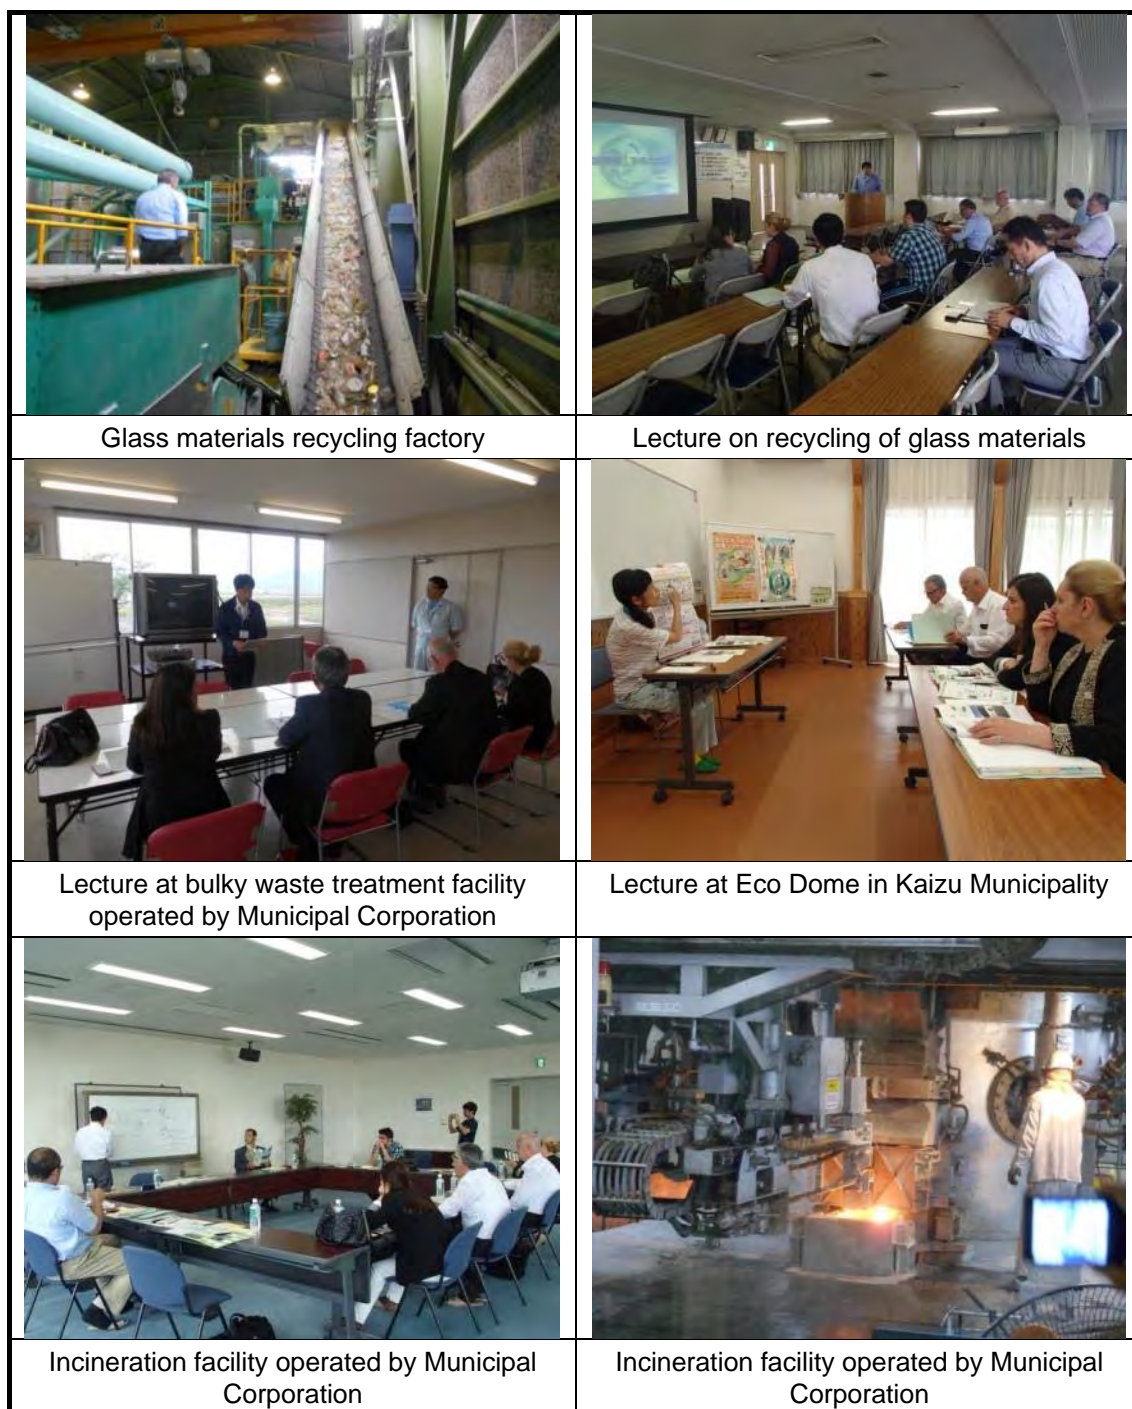 Glass materials recycling factory
Lecture on recycling of glass materials
Lecture at bulky waste treatment facility
operated by Municipal Corporation
Lecture at Eco Dome in Kaizu Municipality
Incineration facility operated by Municipal
Corporation
Incineration facility operated by Municipal
Corporation